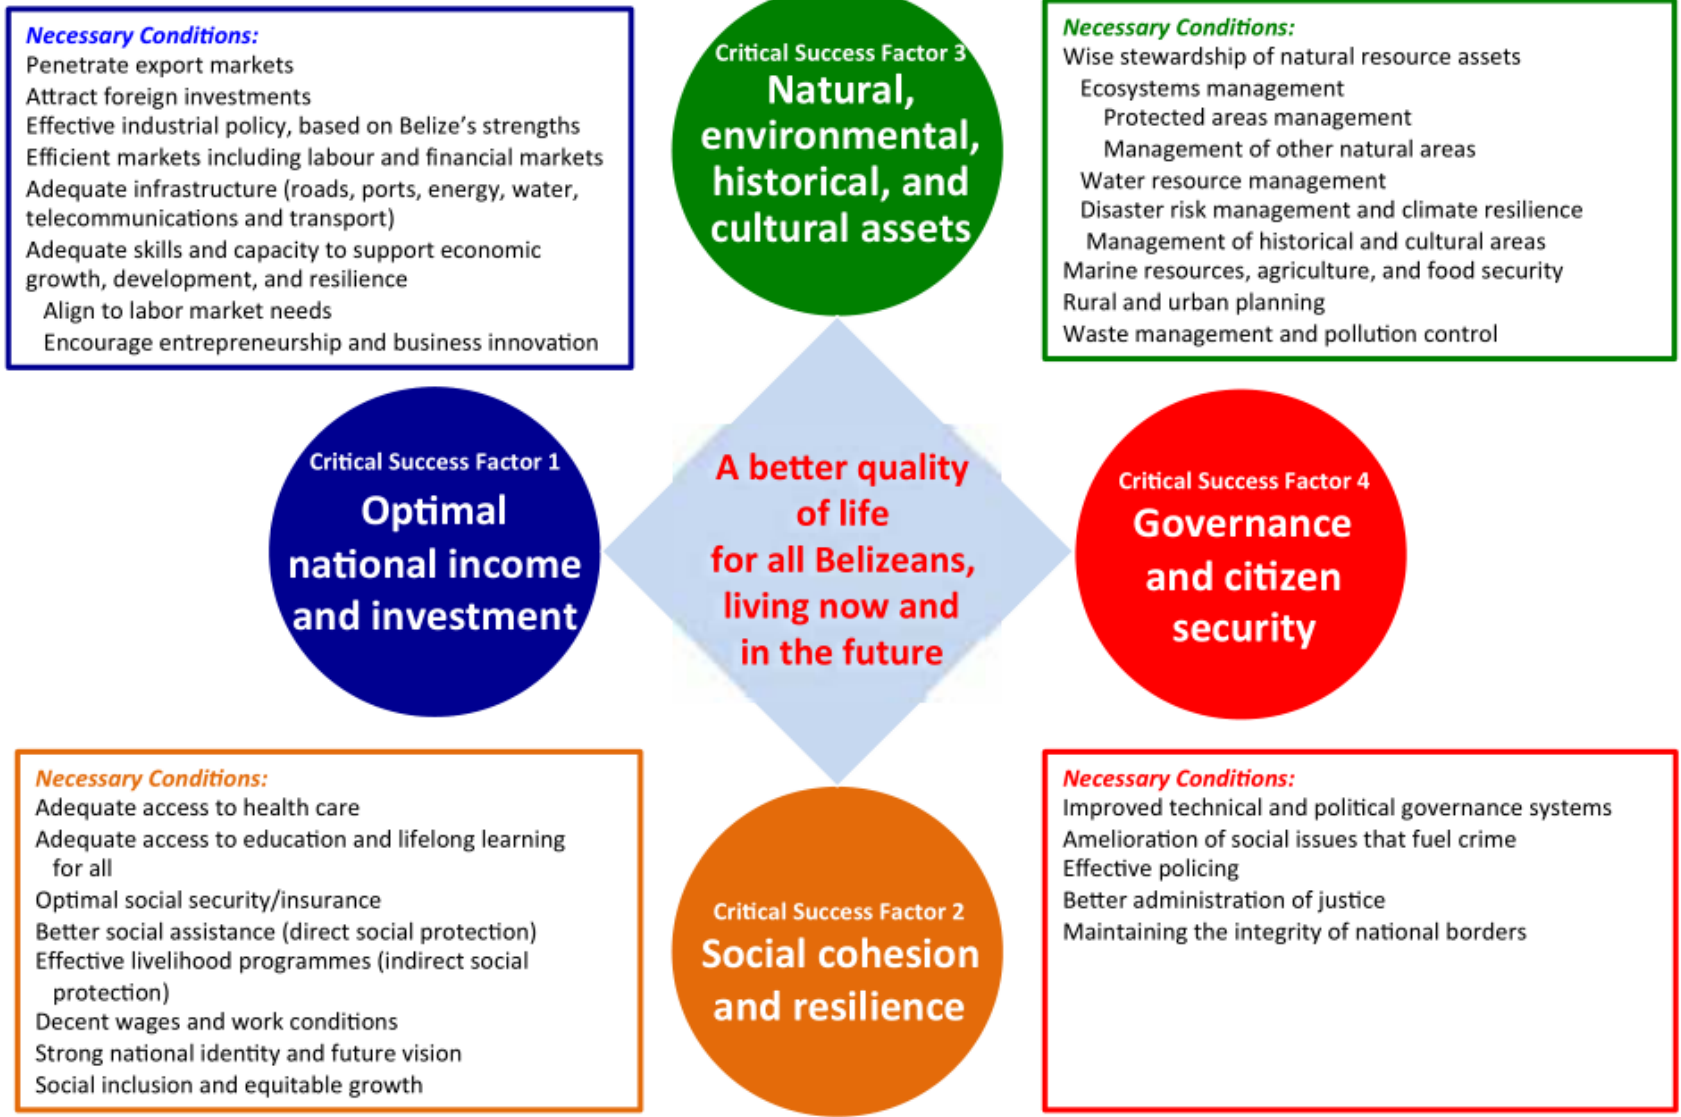 Necessary Conditions:
Penetrate export markets
Attract foreign investments
Effective industrial policy, based on Belize's strengths
Efficient markets including labour and financial markets
Adequate infrastructure (roads, ports, energy, water,
telecommunications and transport)
Adequate skills and capacity to support economic
growth, development, and resilience
Align to labor market needs
Encourage entrepreneurship and business innovation
Critical Success Factor 3
Natural,
environmental,
historical, and
cultural assets
Necessary Conditions:
Wise stewardship of natural resource assets
Ecosystems management
Protected areas management
Management of other natural areas
Water resource management
Disaster risk management and climate resilience
Management of historical and cultural areas
Marine resources, agriculture, and food security
Rural and urban planning
Waste management and pollution control
Critical Success Factor 1
Optimal
national income
and investment
A better quality
of life
for all Belizeans,
living now and
in the future
Critical Success Factor 4
Governance
and citizen
security
Necessary Conditions:
Adequate access to health care
Adequate access to education and lifelong learning
for all
Optimal social security/insurance
Better social assistance (direct social protection)
Effective livelihood programmes (indirect social
protection)
Decent wages and work conditions
Strong national identity and future vision
Social inclusion and equitable growth
Critical Success Factor 2
Social cohesion
and resilience
Necessary Conditions:
Improved technical and political governance systems
Amelioration of social issues that fuel crime
Effective policing
Better administration of justice
Maintaining the integrity of national borders